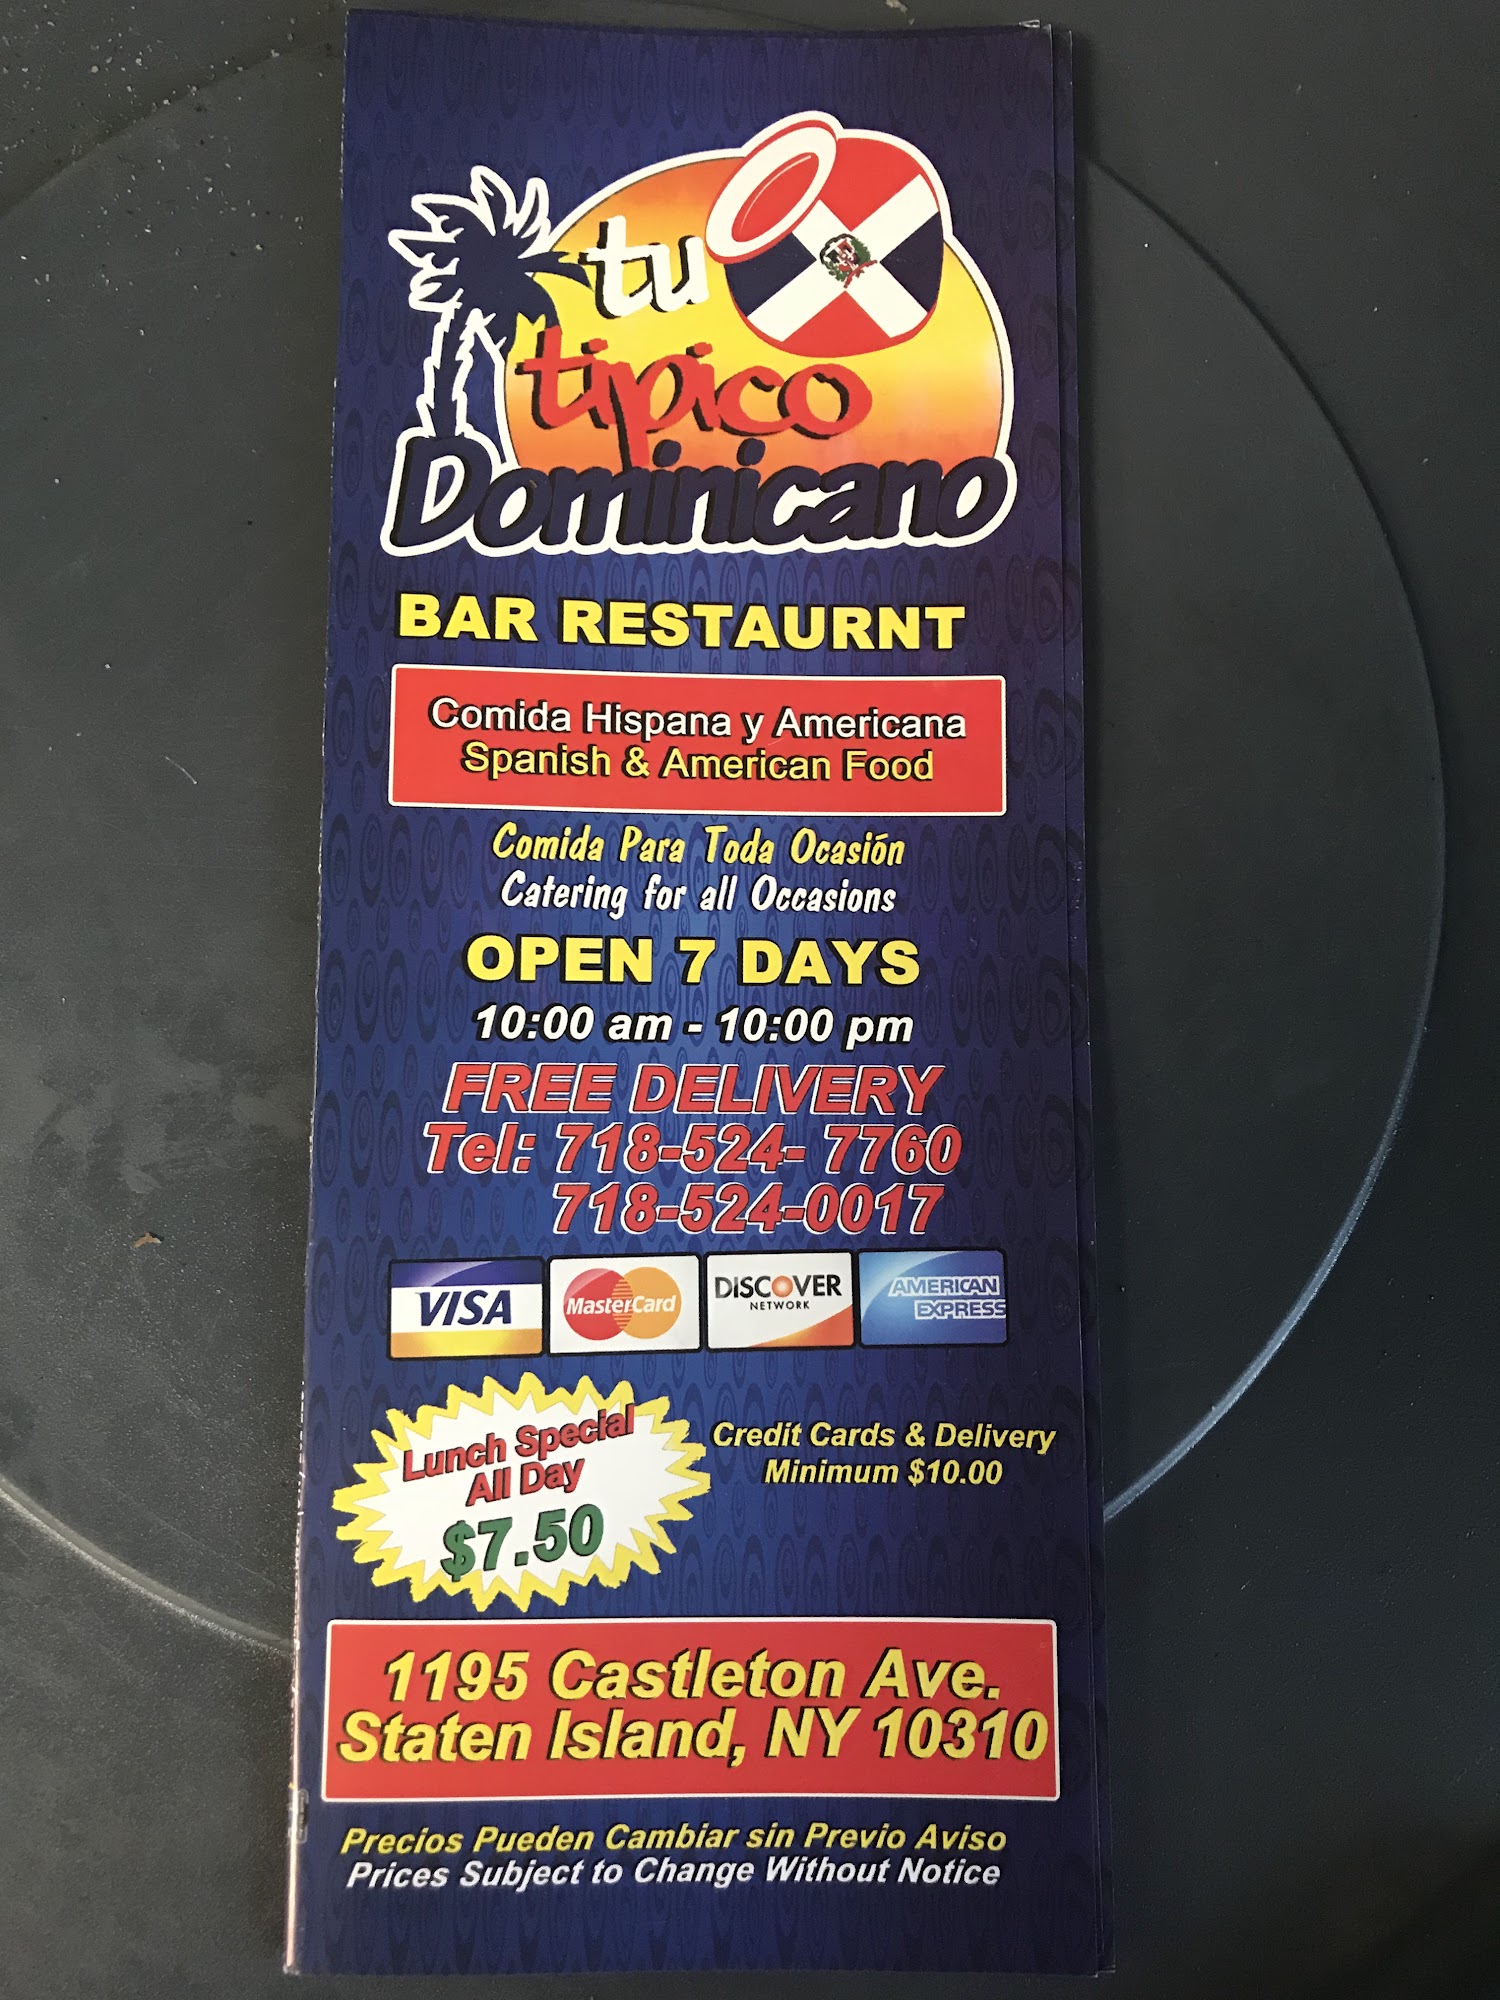 tu
tipico
Dominicano
BAR RESTAURNT
Comida Hispana y Americana
Spanish & American Food
Comida Para Toda Ocasión
Catering for all Occasions
OPEN 7 DAYS
10:00 am - 10:00 pm
FREE DELIVERY
Tel: 718-524- 7760
718-524-0017
VISA
MasterCard
DISCOVER
NETWORK
AMERICAN
EXPRESS
Lunch Special
All Day
$7.50
Credit Cards & Delivery
Minimum $10.00
1195 Castleton Ave.
Staten Island, NY 10310
Precios Pueden Cambiar sin Previo Aviso
Prices Subject to Change Without Notice